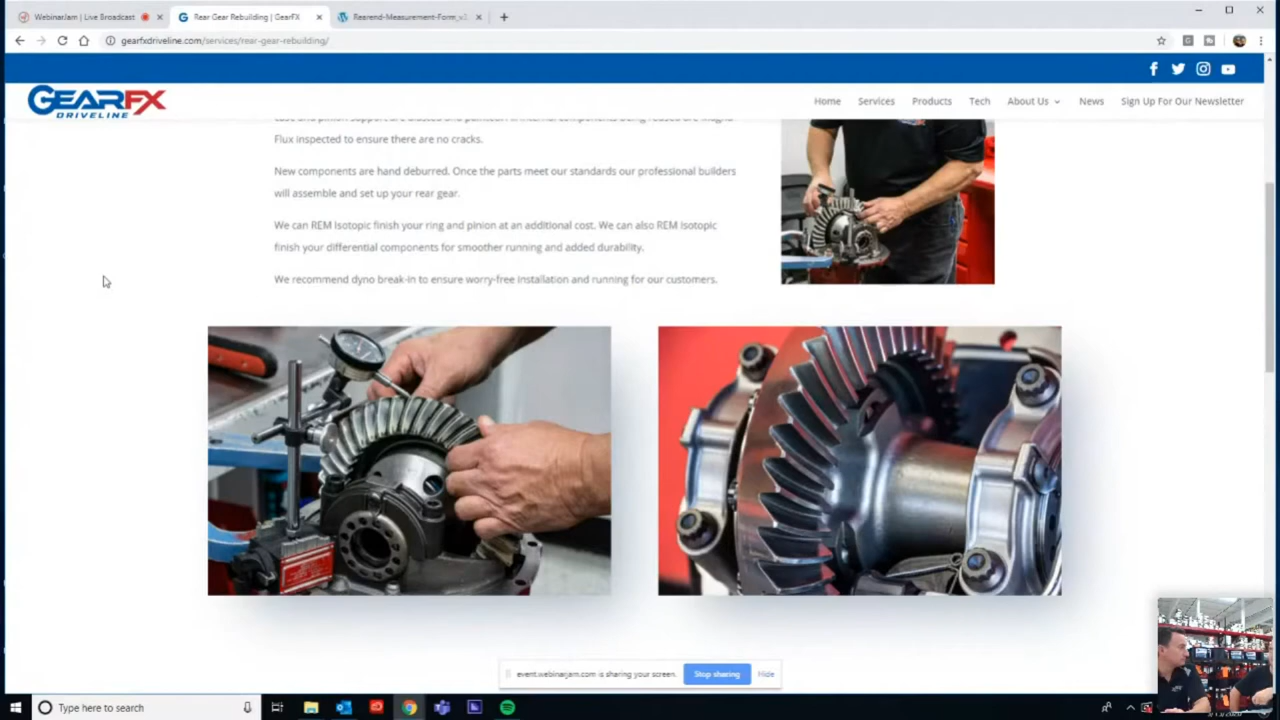 WebinarJam | Live Broadcast
Rear Gear Rebuilding | GearFX
Rearend-Measurement-Form_v3
gearfxdriveline.com/services/rear-gear-rebuilding/
GEARFX
DRIVELINE
Home Services Products Tech About Us News Sign Up For Our Newsletter
Flux inspected to ensure there are no cracks.
New components are hand deburred. Once the parts meet our standards our professional builders
will assemble and set up your rear gear.
We can REM Isotopic finish your ring and pinion at an additional cost. We can also REM Isotopic
finish your differential components for smoother running and added durability.
We recommend dyno break-in to ensure worry-free installation and running for our customers.
event.webinarjam.com is sharing your screen. Stop sharing Hide
Type here to search